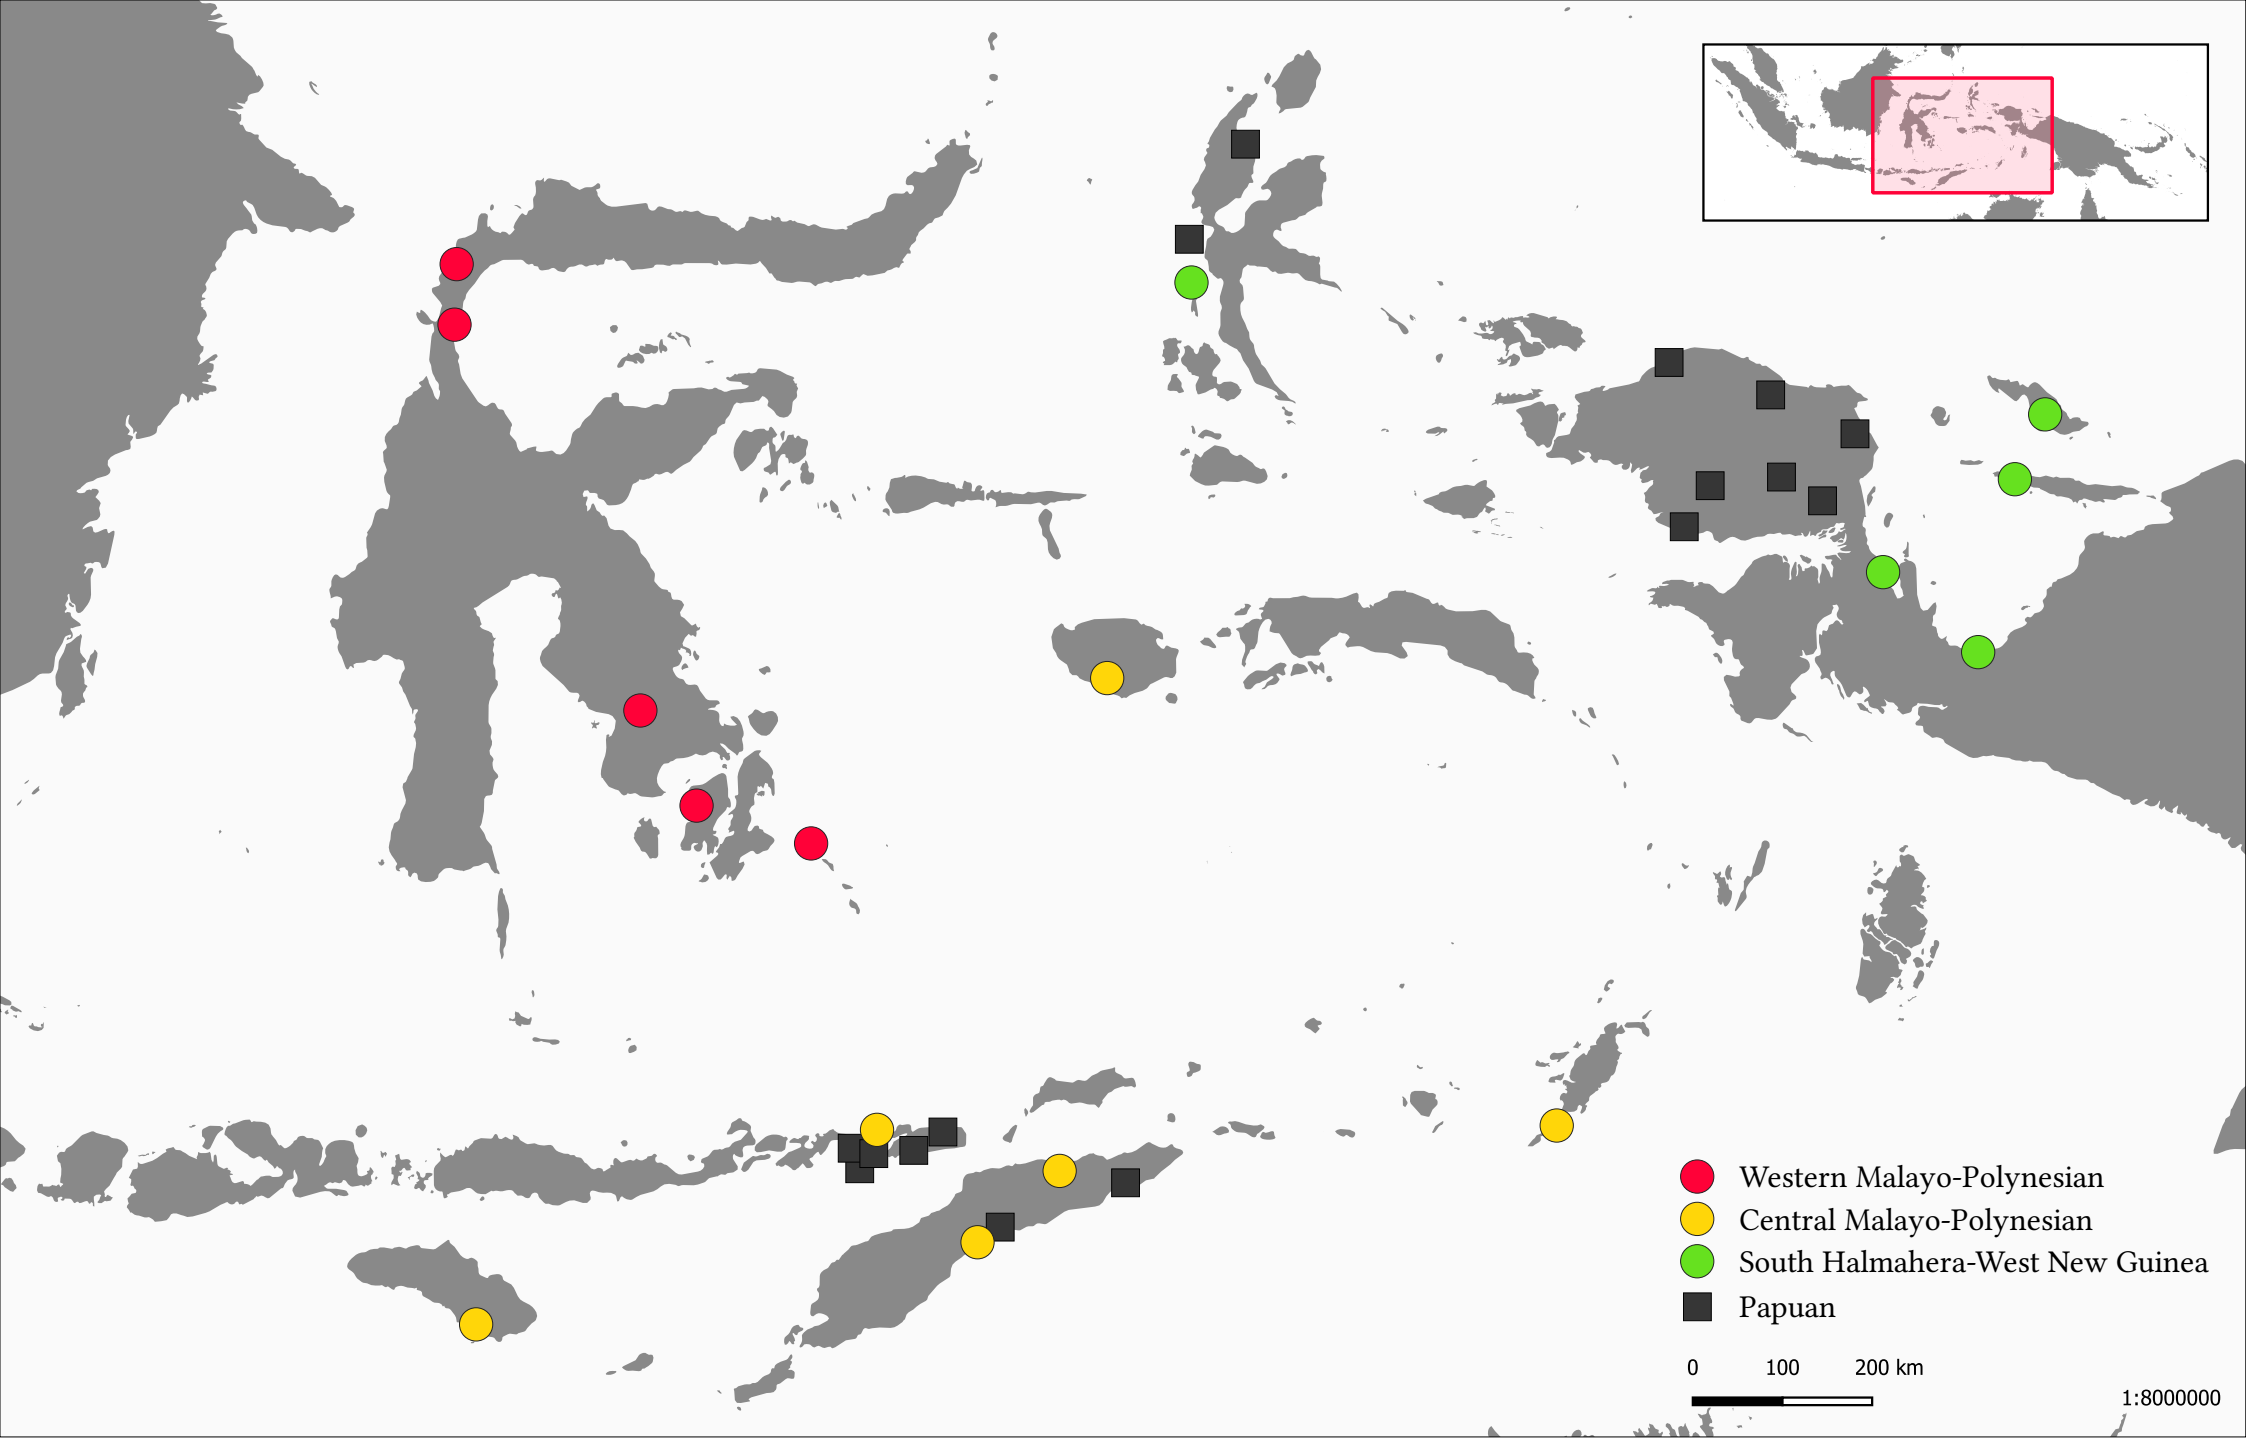 Western Malayo-Polynesian
Central Malayo-Polynesian
South Halmahera-West New Guinea
Papuan
0 100 200 km
1:8000000